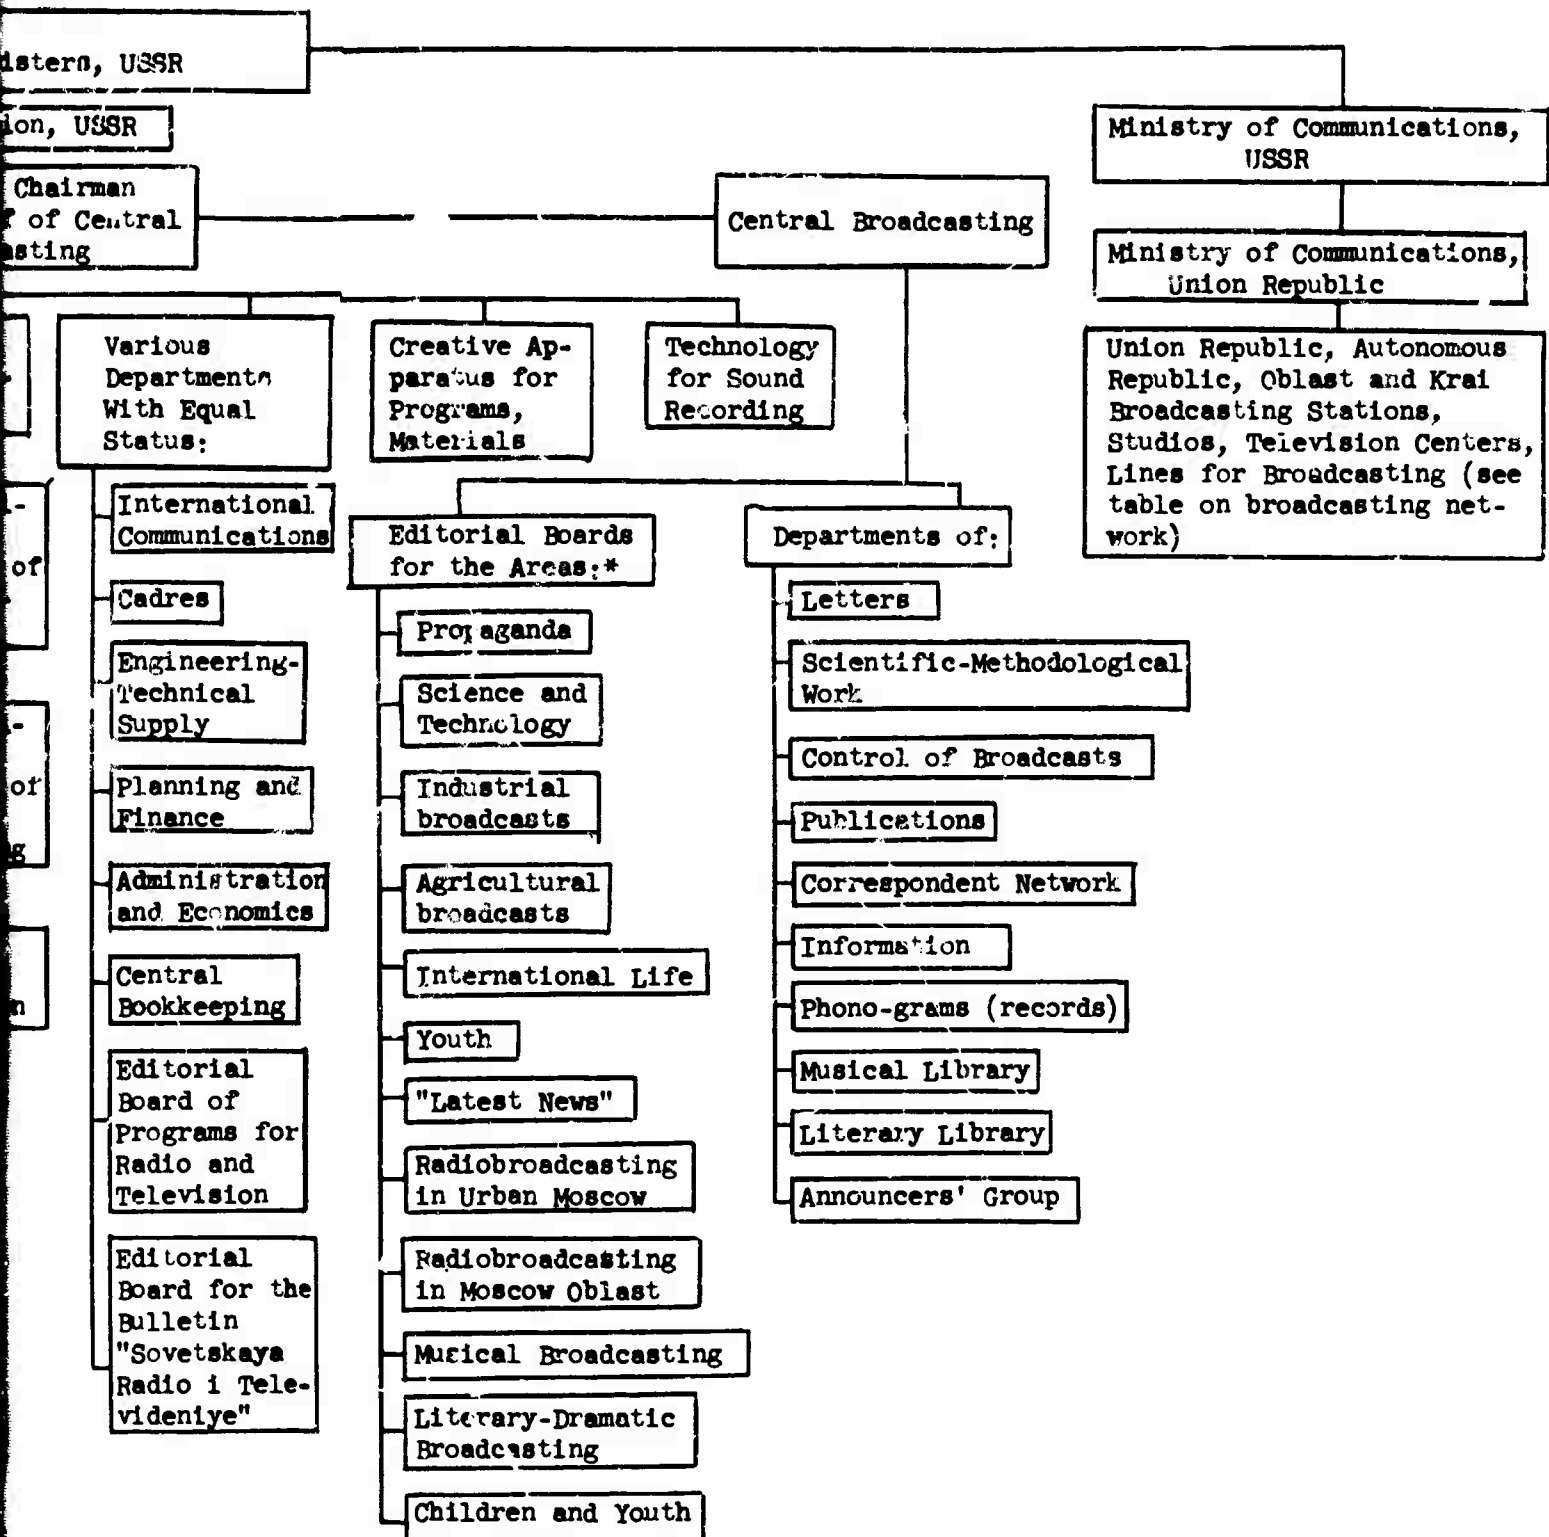 isters, USSR
ion, USSR
Chairman
f of Central
asting
Central Broadcasting
Ministry of Communications,
USSR
Ministry of Communications,
Union Republic
Union Republic, Autonomous
Republic, Oblast and Krai
Broadcasting Stations,
Studios, Television Centers,
Lines for Broadcasting (see
table on broadcasting net-
work)
Various
Departments
With Equal
Status:
Creative Ap-
paratus for
Programs,
Materials
Technology
for Sound
Recording
of
of
g
n
International
Communications
Cadres
Engineering-
Technical
Supply
Planning and
Finance
Administration
and Economics
Central
Bookkeeping
Editorial
Board of
Programs for
Radio and
Television
Editorial
Board for the
Bulletin
"Sovetskaya
Radio i Tele-
videniye"
Editorial Boards
for the Areas:*
Propaganda
Science and
Technology
Industrial
broadcasts
Agricultural
broadcasts
International Life
Youth
"Latest News"
Radiobroadcasting
in Urban Moscow
Radiobroadcasting
in Moscow Oblast
Musical Broadcasting
Literary-Dramatic
Broadcasting
Children and Youth
Departments of:
Letters
Scientific-Methodological
Work
Control of Broadcasts
Publications
Correspondent Network
Information
Phono-grams (records)
Musical Library
Literary Library
Announcers' Group